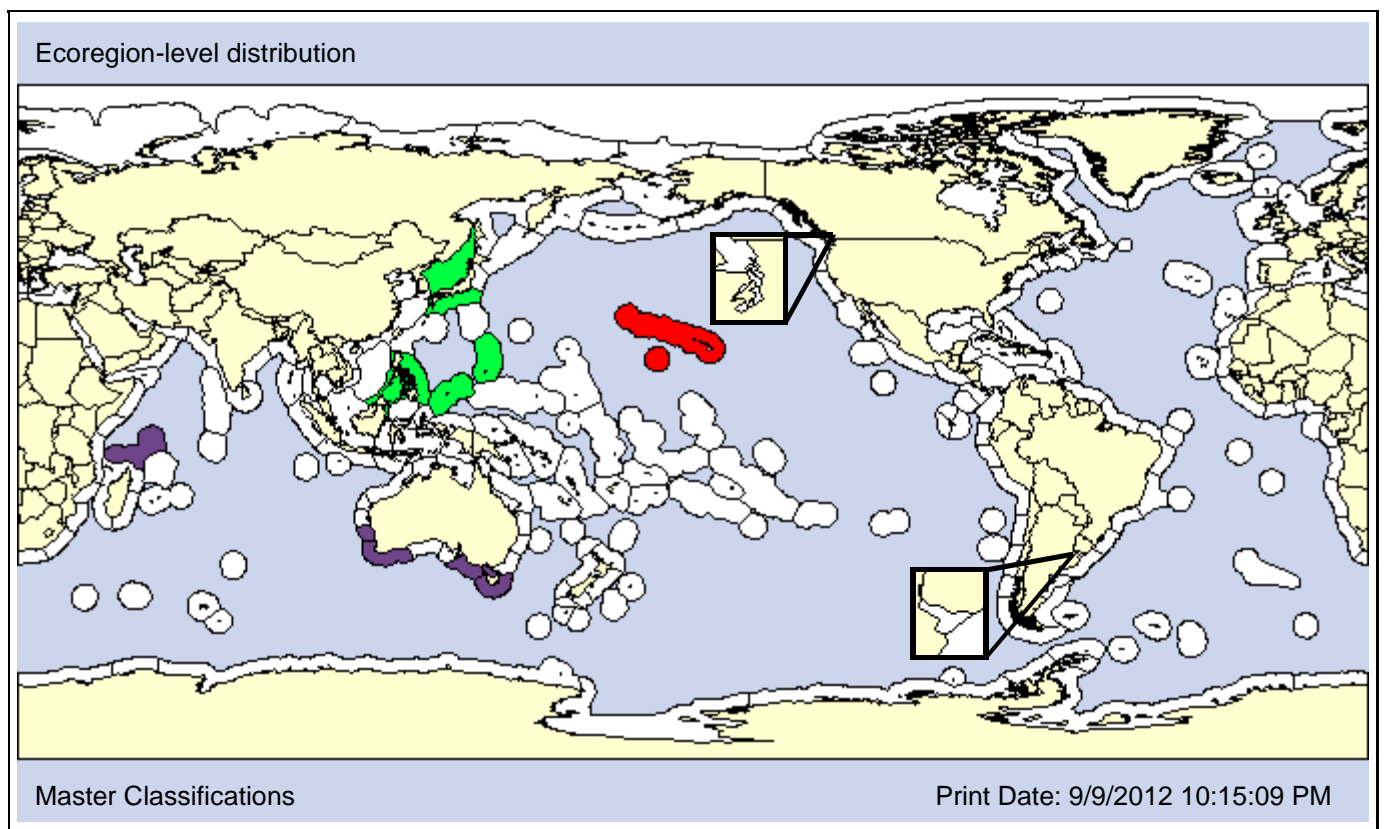 Ecoregion-level distribution
Master Classifications
Print Date: 9/9/2012 10:15:09 PM